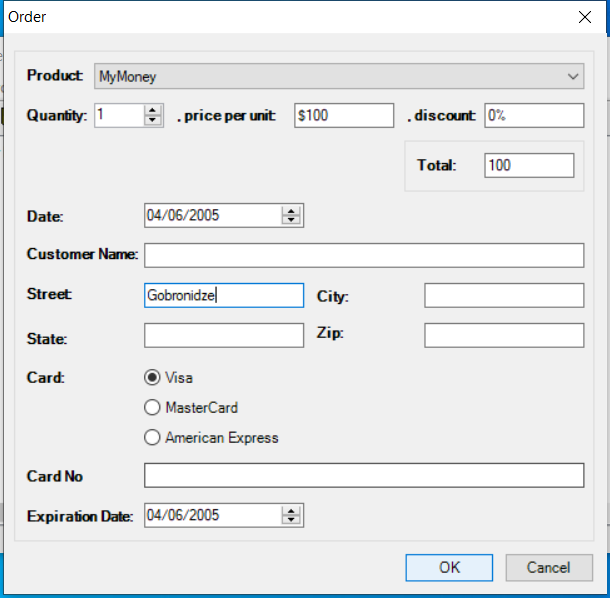 Order
Product: MyMoney
Quantity: 1 , price per unit: $100 , discount: 0%
Total: 100
Date: 04/06/2005
Customer Name:
Street: Gobronidze City:
State: Zip:
Card: Visa
MasterCard
American Express
Card No
Expiration Date: 04/06/2005
OK Cancel